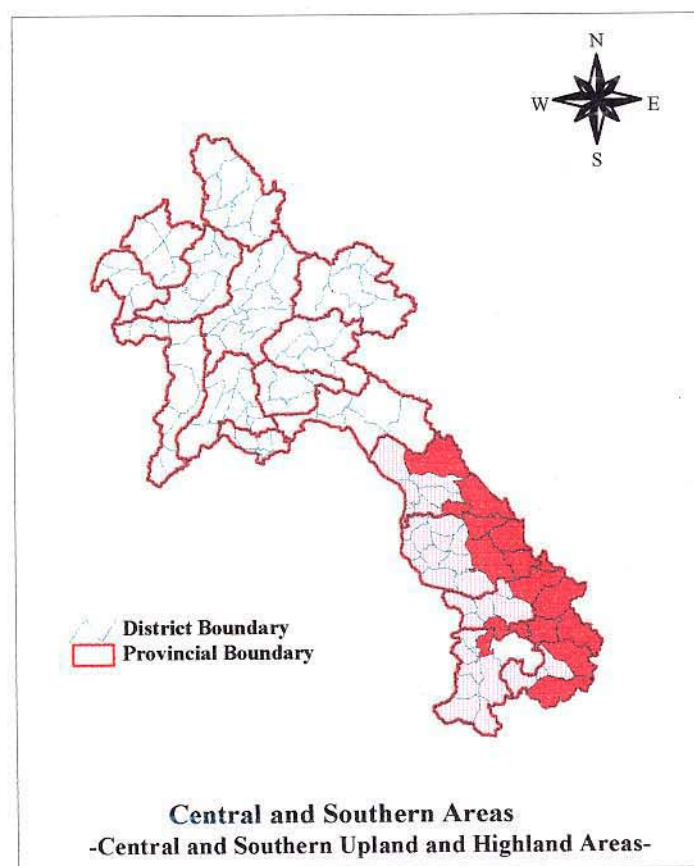 N
W E
S
District Boundary
Provincial Boundary
Central and Southern Areas
-Central and Southern Upland and Highland Areas-